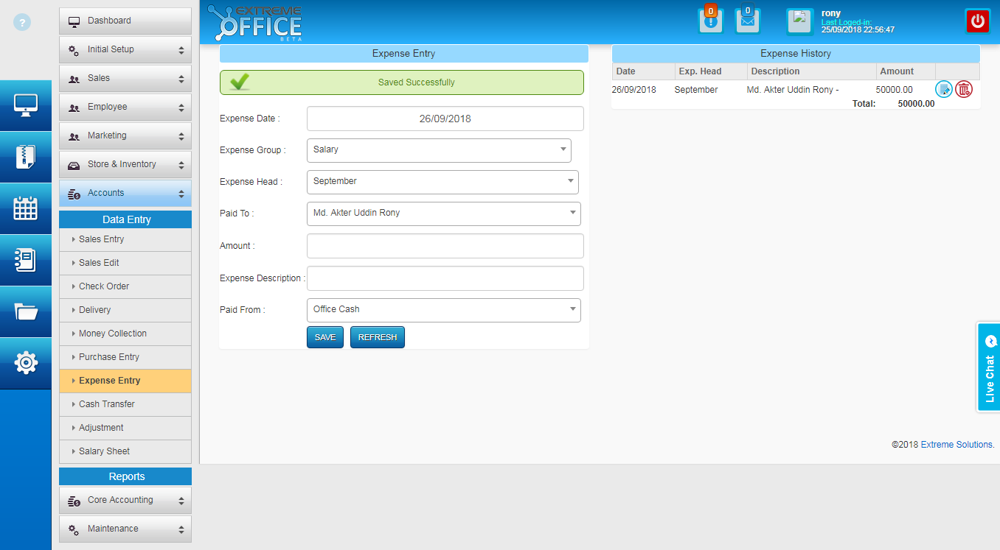 ?
Dashboard
Initial Setup
Sales
Employee
Marketing
Store & Inventory
Accounts
Data Entry
Sales Entry
Sales Edit
Check Order
Delivery
Money Collection
Purchase Entry
Expense Entry
Cash Transfer
Adjustment
Salary Sheet
Reports
Core Accounting
Maintenance
EXTREME
OFFICE
BETA
0
0
rony
Last Loged-in:
25/09/2018 22:56:47
Expense Entry
Saved Successfully
Expense Date : 26/09/2018
Expense Group : Salary
Expense Head : September
Paid To : Md. Akter Uddin Rony
Amount :
Expense Description :
Paid From : Office Cash
SAVE REFRESH
Expense History
Date Exp. Head Description Amount
26/09/2018 September Md. Akter Uddin Rony - 50000.00
Total: 50000.00
Live Chat
©2018 Extreme Solutions.